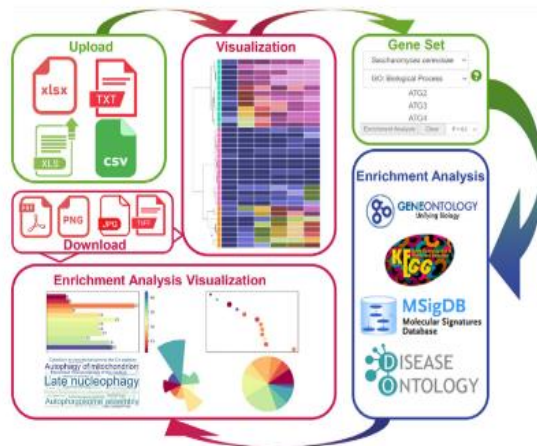 Upload
xlsx
TXT
XLS
CSV
Visualization
Gene Set
Saccharomyces cerevisiae
GO: Biological Process
?
ATG2
ATG3
ATG4
Enrichment Analysis Clear
PDF
PNG
JPG
TIFF
Download
Enrichment Analysis
GENEONTOLOGY
Unifying Biology
KEGG
MSigDB
Molecular Signatures
Database
DISEASE
ONTOLOGY
Enrichment Analysis Visualization
Autophagy of mitochondrion
Late nucleophagy
Autophagosome assembly